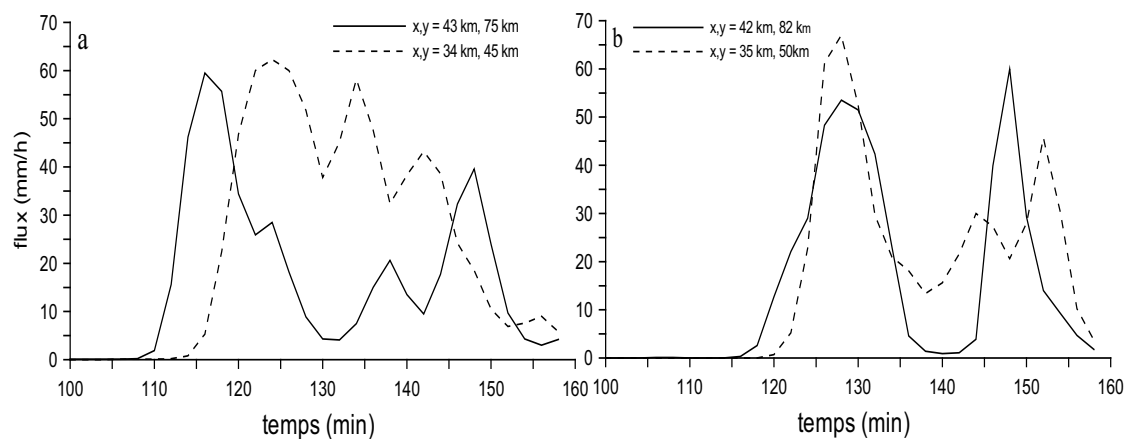 a
x,y = 43 km, 75 km
x,y = 34 km, 45 km
flux (mm/h)
70
60
50
40
30
20
10
0
100 110 120 130 140 150 160
temps (min)
b
x,y = 42 km, 82 km
x,y = 35 km, 50km
70
60
50
40
30
20
10
0
100 110 120 130 140 150 160
temps (min)